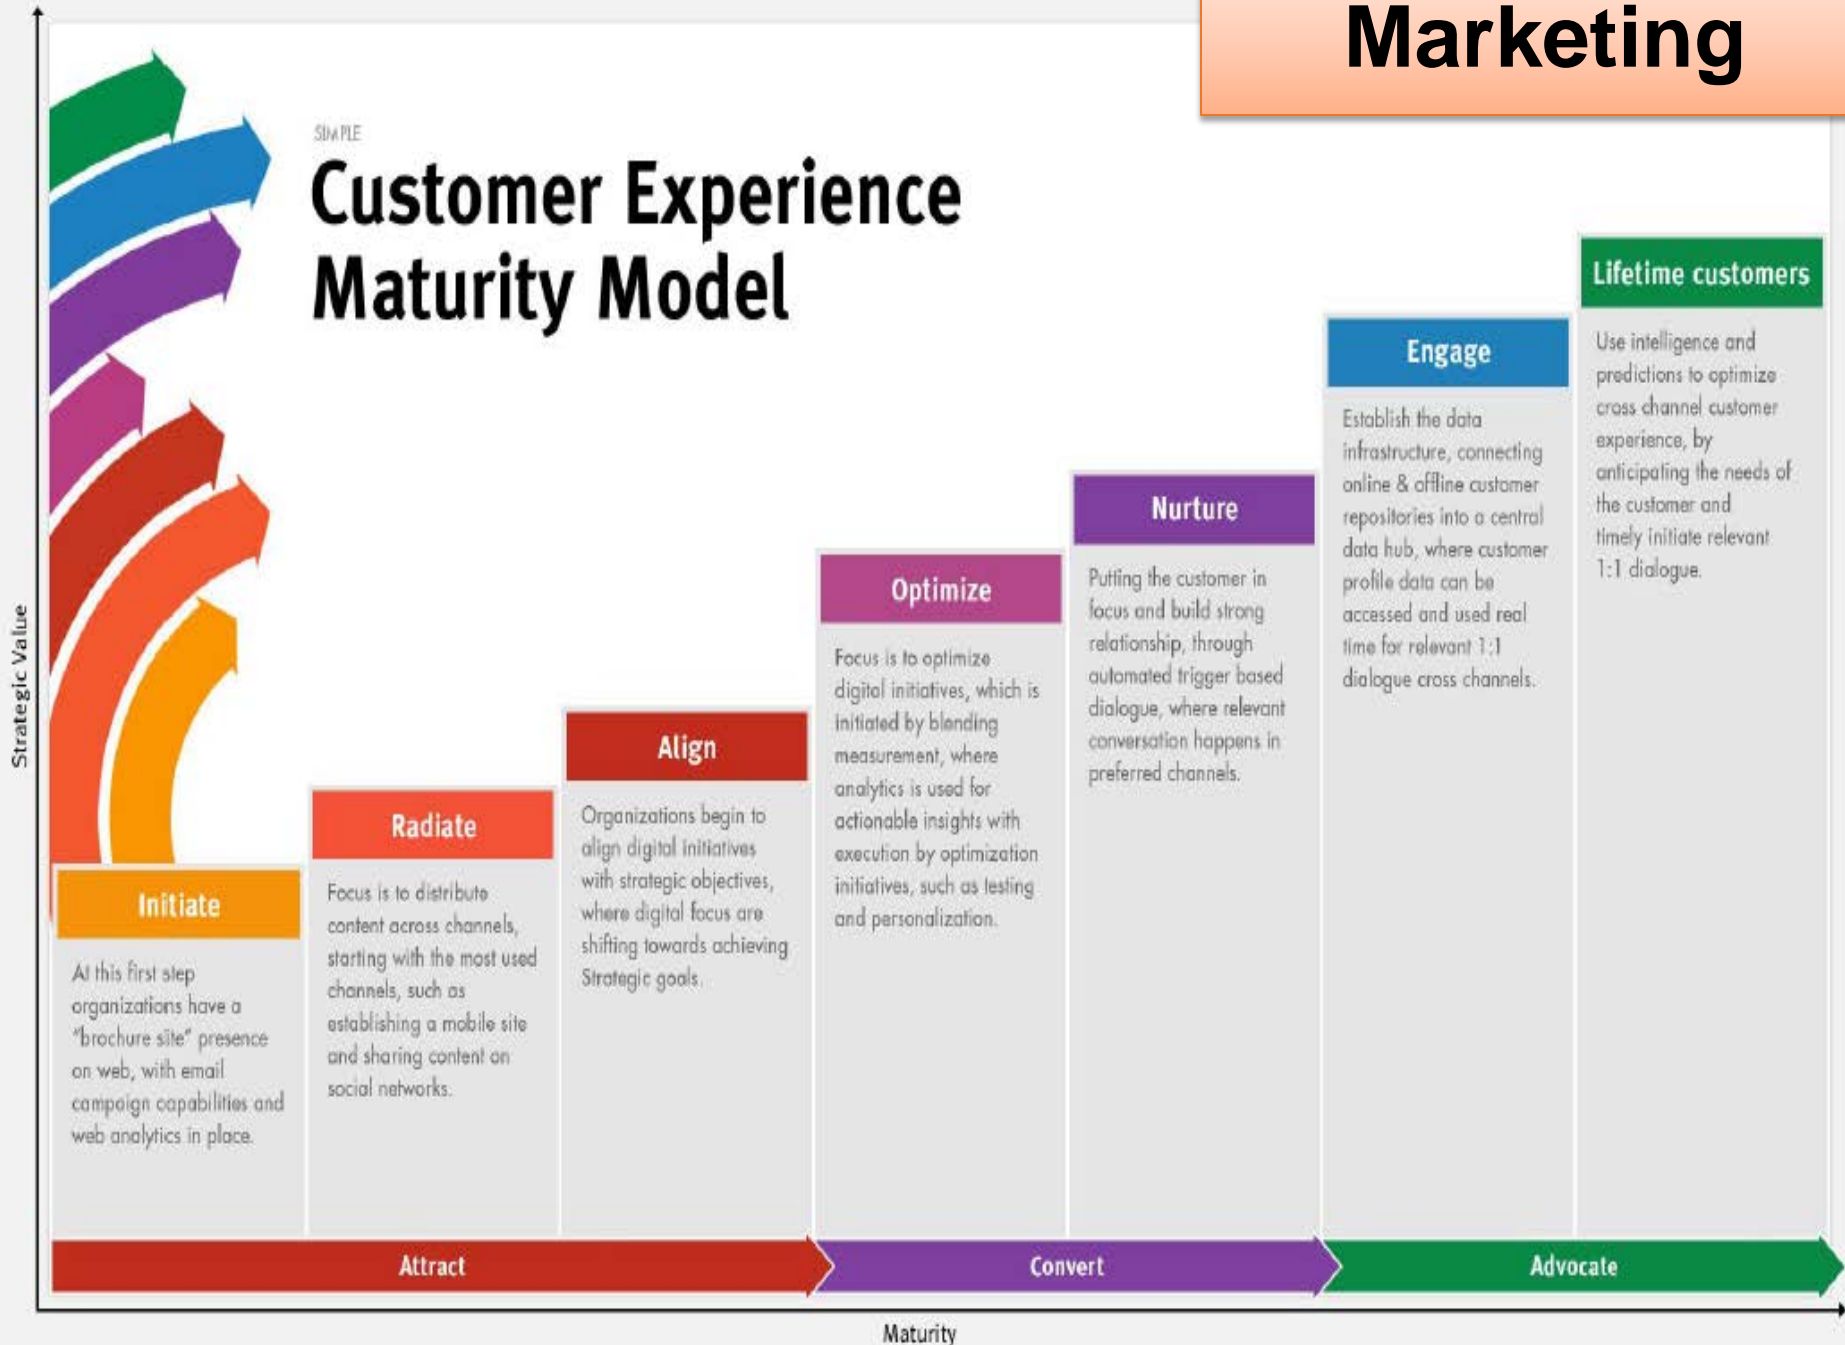 Marketing
SIMPLE
Customer Experience
Maturity Model
Strategic Value
Initiate
At this first step
organizations have a
"brochure site" presence
on web, with email
campaign capabilities and
web analytics in place.
Radiate
Focus is to distribute
content across channels,
starting with the most used
channels, such as
establishing a mobile site
and sharing content on
social networks.
Align
Organizations begin to
align digital initiatives
with strategic objectives,
where digital focus are
shifting towards achieving
Strategic goals.
Optimize
Focus is to optimize
digital initiatives, which is
initiated by blending
measurement, where
analytics is used for
actionable insights with
execution by optimization
initiatives, such as testing
and personalization.
Nurture
Putting the customer in
focus and build strong
relationship, through
automated trigger based
dialogue, where relevant
conversation happens in
preferred channels.
Engage
Establish the data
infrastructure, connecting
online & offline customer
repositories into a central
data hub, where customer
profile data can be
accessed and used real
time for relevant 1:1
dialogue cross channels.
Lifetime customers
Use intelligence and
predictions to optimize
cross channel customer
experience, by
anticipating the needs of
the customer and
timely initiate relevant
1:1 dialogue.
Attract
Convert
Advocate
Maturity